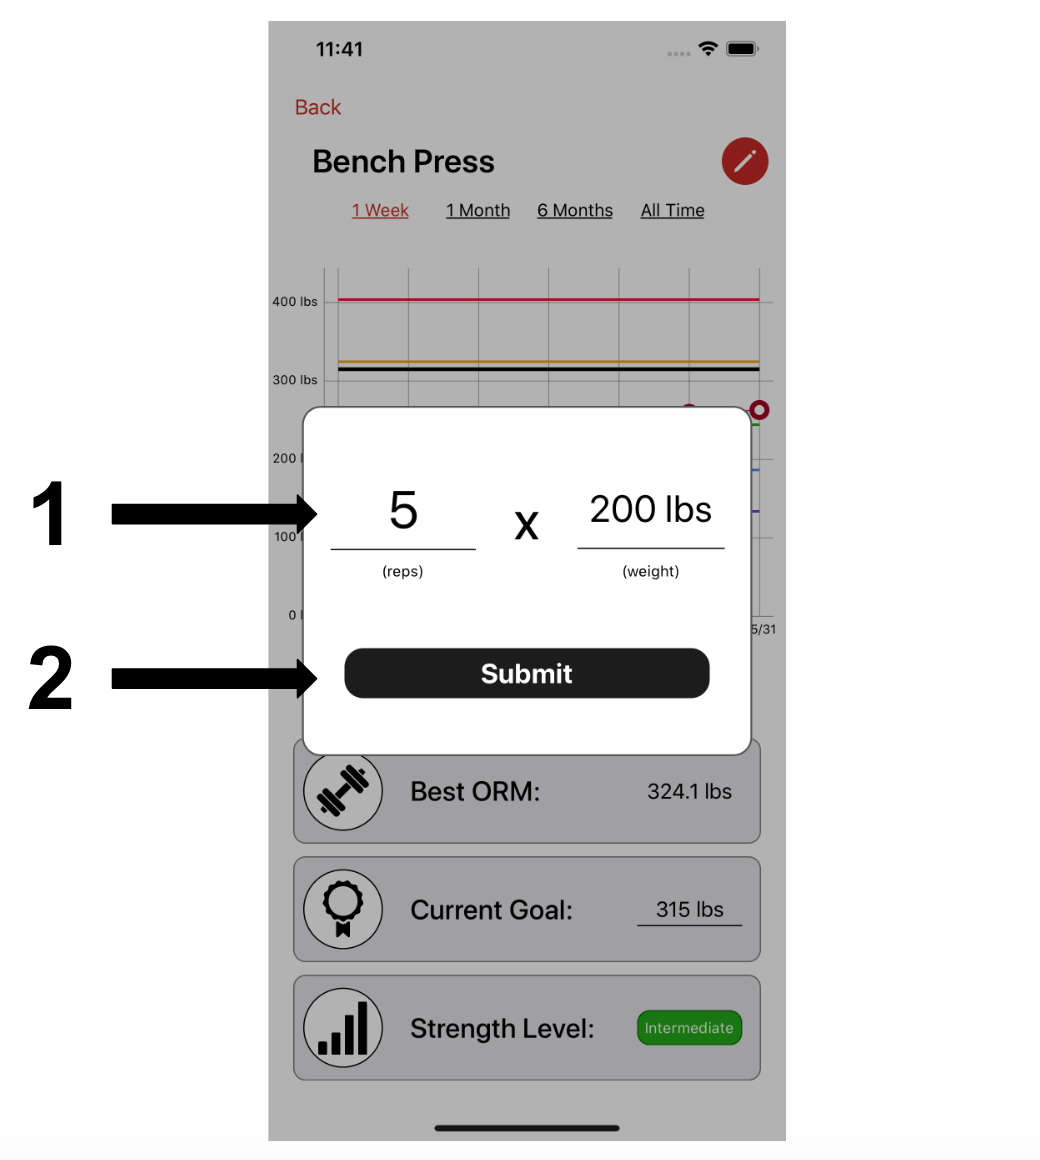 11:41
Back
Bench Press
1 Week 1 Month 6 Months All Time
400 lbs
300 lbs
200 l
1
5 x 200 lbs
100
(reps) (weight)
0 l
5/31
2
Submit
Best ORM: 324.1 lbs
Current Goal: 315 lbs
Strength Level: Intermediate